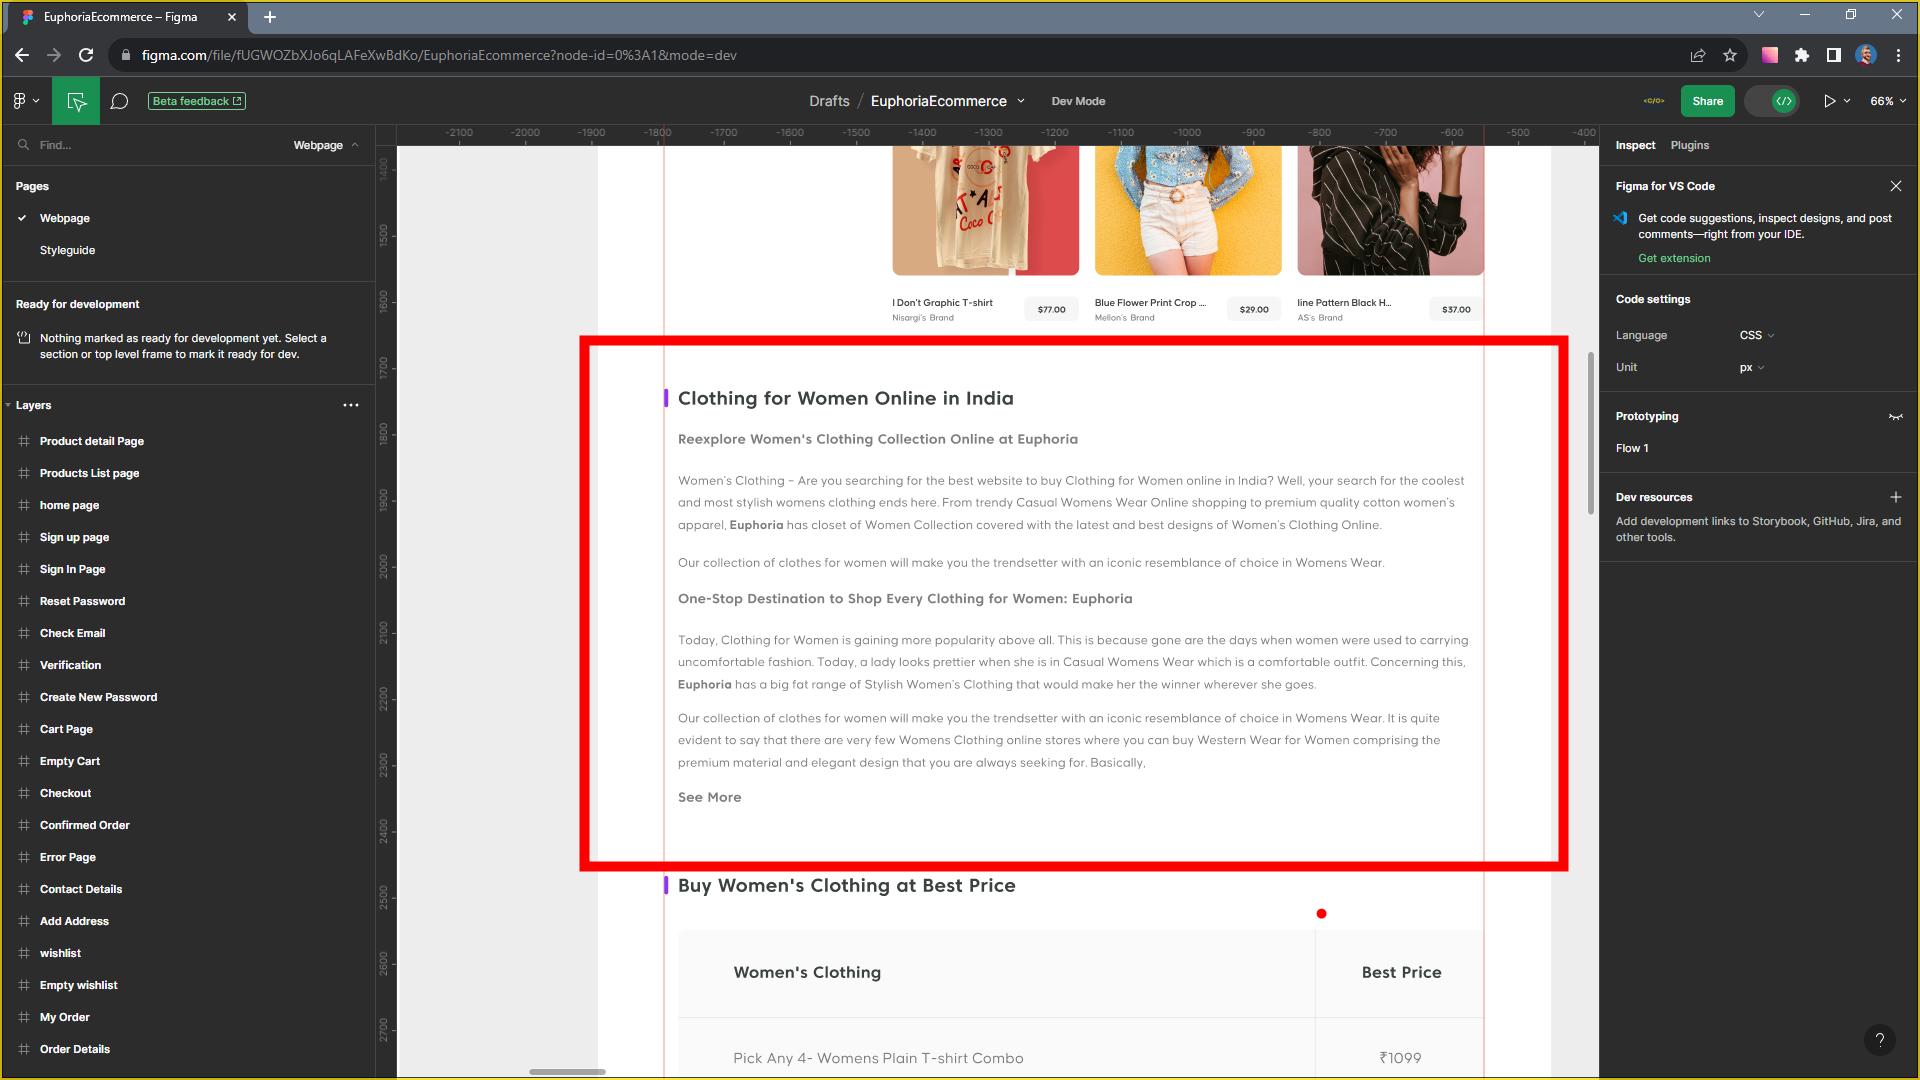 EuphoriaEcommerce – Figma
figma.com/file/fUGWOZbXJo6qLAFeXwBdKo/EuphoriaEcommerce?node-id=0%3A1&mode=dev
Beta feedback
Drafts / EuphoriaEcommerce
Dev Mode
Share
66%
Find...
Webpage
Pages
Webpage
Styleguide
Ready for development
Nothing marked as ready for development yet. Select a
section or top level frame to mark it ready for dev.
Layers
Product detail Page
Products List page
home page
Sign up page
Sign In Page
Reset Password
Check Email
Verification
Create New Password
Cart Page
Empty Cart
Checkout
Confirmed Order
Error Page
Contact Details
Add Address
wishlist
Empty wishlist
My Order
Order Details
-2100 -2000 -1900 -1800 -1700 -1600 -1500 -1400 -1300 -1200 -1100 -1000 -900 -800 -700 -600 -500 -400
1400
1500
1600
1700
1800
1900
2000
2100
2200
2300
2400
2500
2600
2700
Coco
I Don't Graphic T-shirt
Nisargi's Brand
$77.00
Blue Flower Print Crop ...
Mellon's Brand
$29.00
line Pattern Black H...
AS's Brand
$37.00
Clothing for Women Online in India
Reexplore Women's Clothing Collection Online at Euphoria
Women's Clothing – Are you searching for the best website to buy Clothing for Women online in India? Well, your search for the coolest
and most stylish womens clothing ends here. From trendy Casual Womens Wear Online shopping to premium quality cotton women's
apparel, Euphoria has closet of Women Collection covered with the latest and best designs of Women's Clothing Online.
Our collection of clothes for women will make you the trendsetter with an iconic resemblance of choice in Womens Wear.
One-Stop Destination to Shop Every Clothing for Women: Euphoria
Today, Clothing for Women is gaining more popularity above all. This is because gone are the days when women were used to carrying
uncomfortable fashion. Today, a lady looks prettier when she is in Casual Womens Wear which is a comfortable outfit. Concerning this,
Euphoria has a big fat range of Stylish Women's Clothing that would make her the winner wherever she goes.
Our collection of clothes for women will make you the trendsetter with an iconic resemblance of choice in Womens Wear. It is quite
evident to say that there are very few Womens Clothing online stores where you can buy Western Wear for Women comprising the
premium material and elegant design that you are always seeking for. Basically,
See More
Buy Women's Clothing at Best Price
Women's Clothing
Best Price
Pick Any 4- Womens Plain T-shirt Combo
₹1099
Inspect
Plugins
Figma for VS Code
Get code suggestions, inspect designs, and post
comments—right from your IDE.
Get extension
Code settings
Language
CSS
Unit
px
Prototyping
Flow 1
Dev resources
Add development links to Storybook, GitHub, Jira, and
other tools.
?